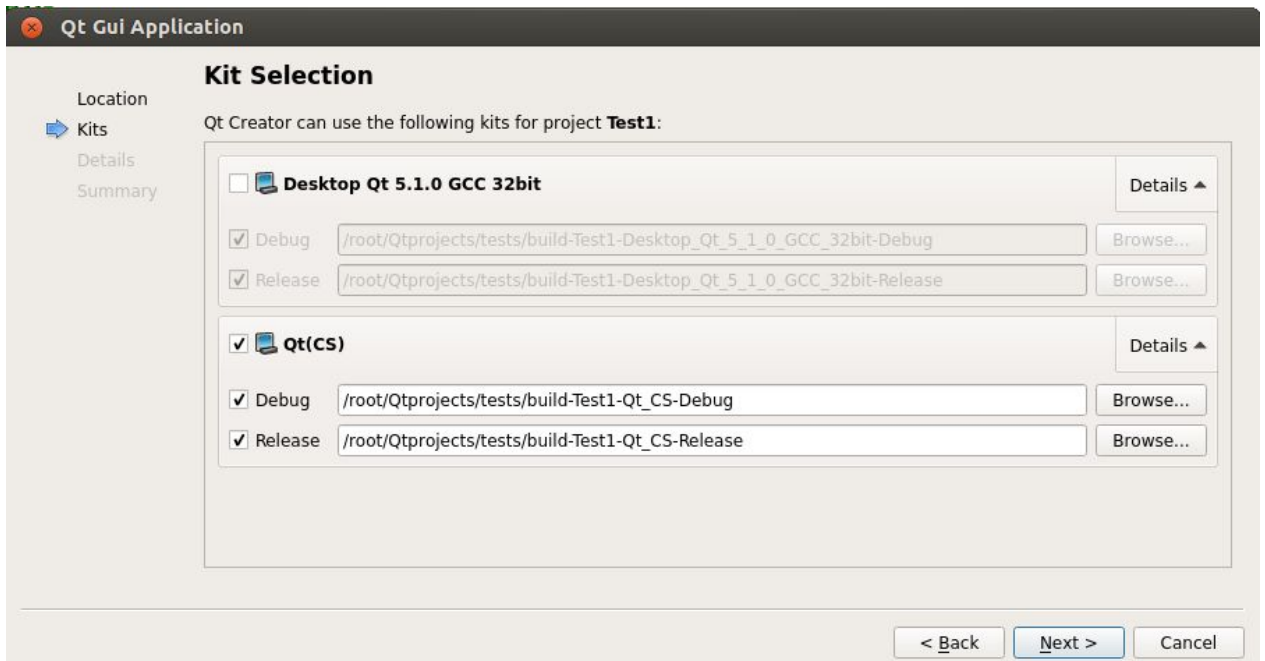 Qt Gui Application
Location
Kits
Details
Summary
Kit Selection
Qt Creator can use the following kits for project Test1:
Desktop Qt 5.1.0 GCC 32bit
Details
Debug /root/Qtprojects/tests/build-Test1-Desktop_Qt_5_1_0_GCC_32bit-Debug Browse...
Release /root/Qtprojects/tests/build-Test1-Desktop_Qt_5_1_0_GCC_32bit-Release Browse...
Qt(CS)
Details
Debug /root/Qtprojects/tests/build-Test1-Qt_CS-Debug Browse...
Release /root/Qtprojects/tests/build-Test1-Qt_CS-Release Browse...
< Back Next > Cancel